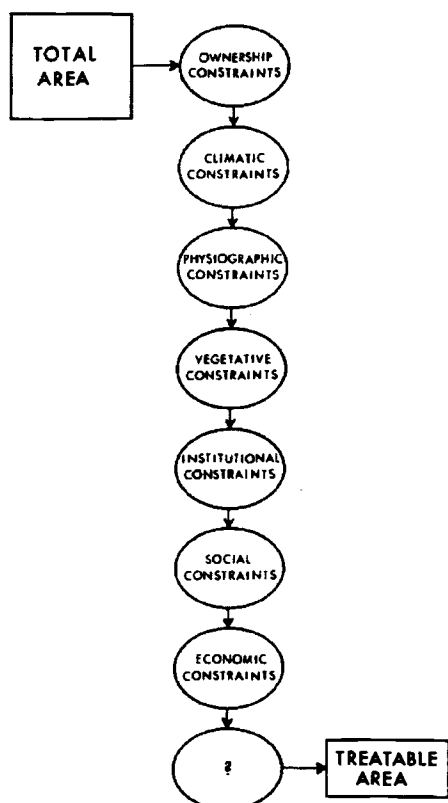 TOTAL
AREA
OWNERSHIP
CONSTRAINTS
CLIMATIC
CONSTRAINTS
PHYSIOGRAPHIC
CONSTRAINTS
VEGETATIVE
CONSTRAINTS
INSTITUTIONAL
CONSTRAINTS
SOCIAL
CONSTRAINTS
ECONOMIC
CONSTRAINTS
?
TREATABLE
AREA